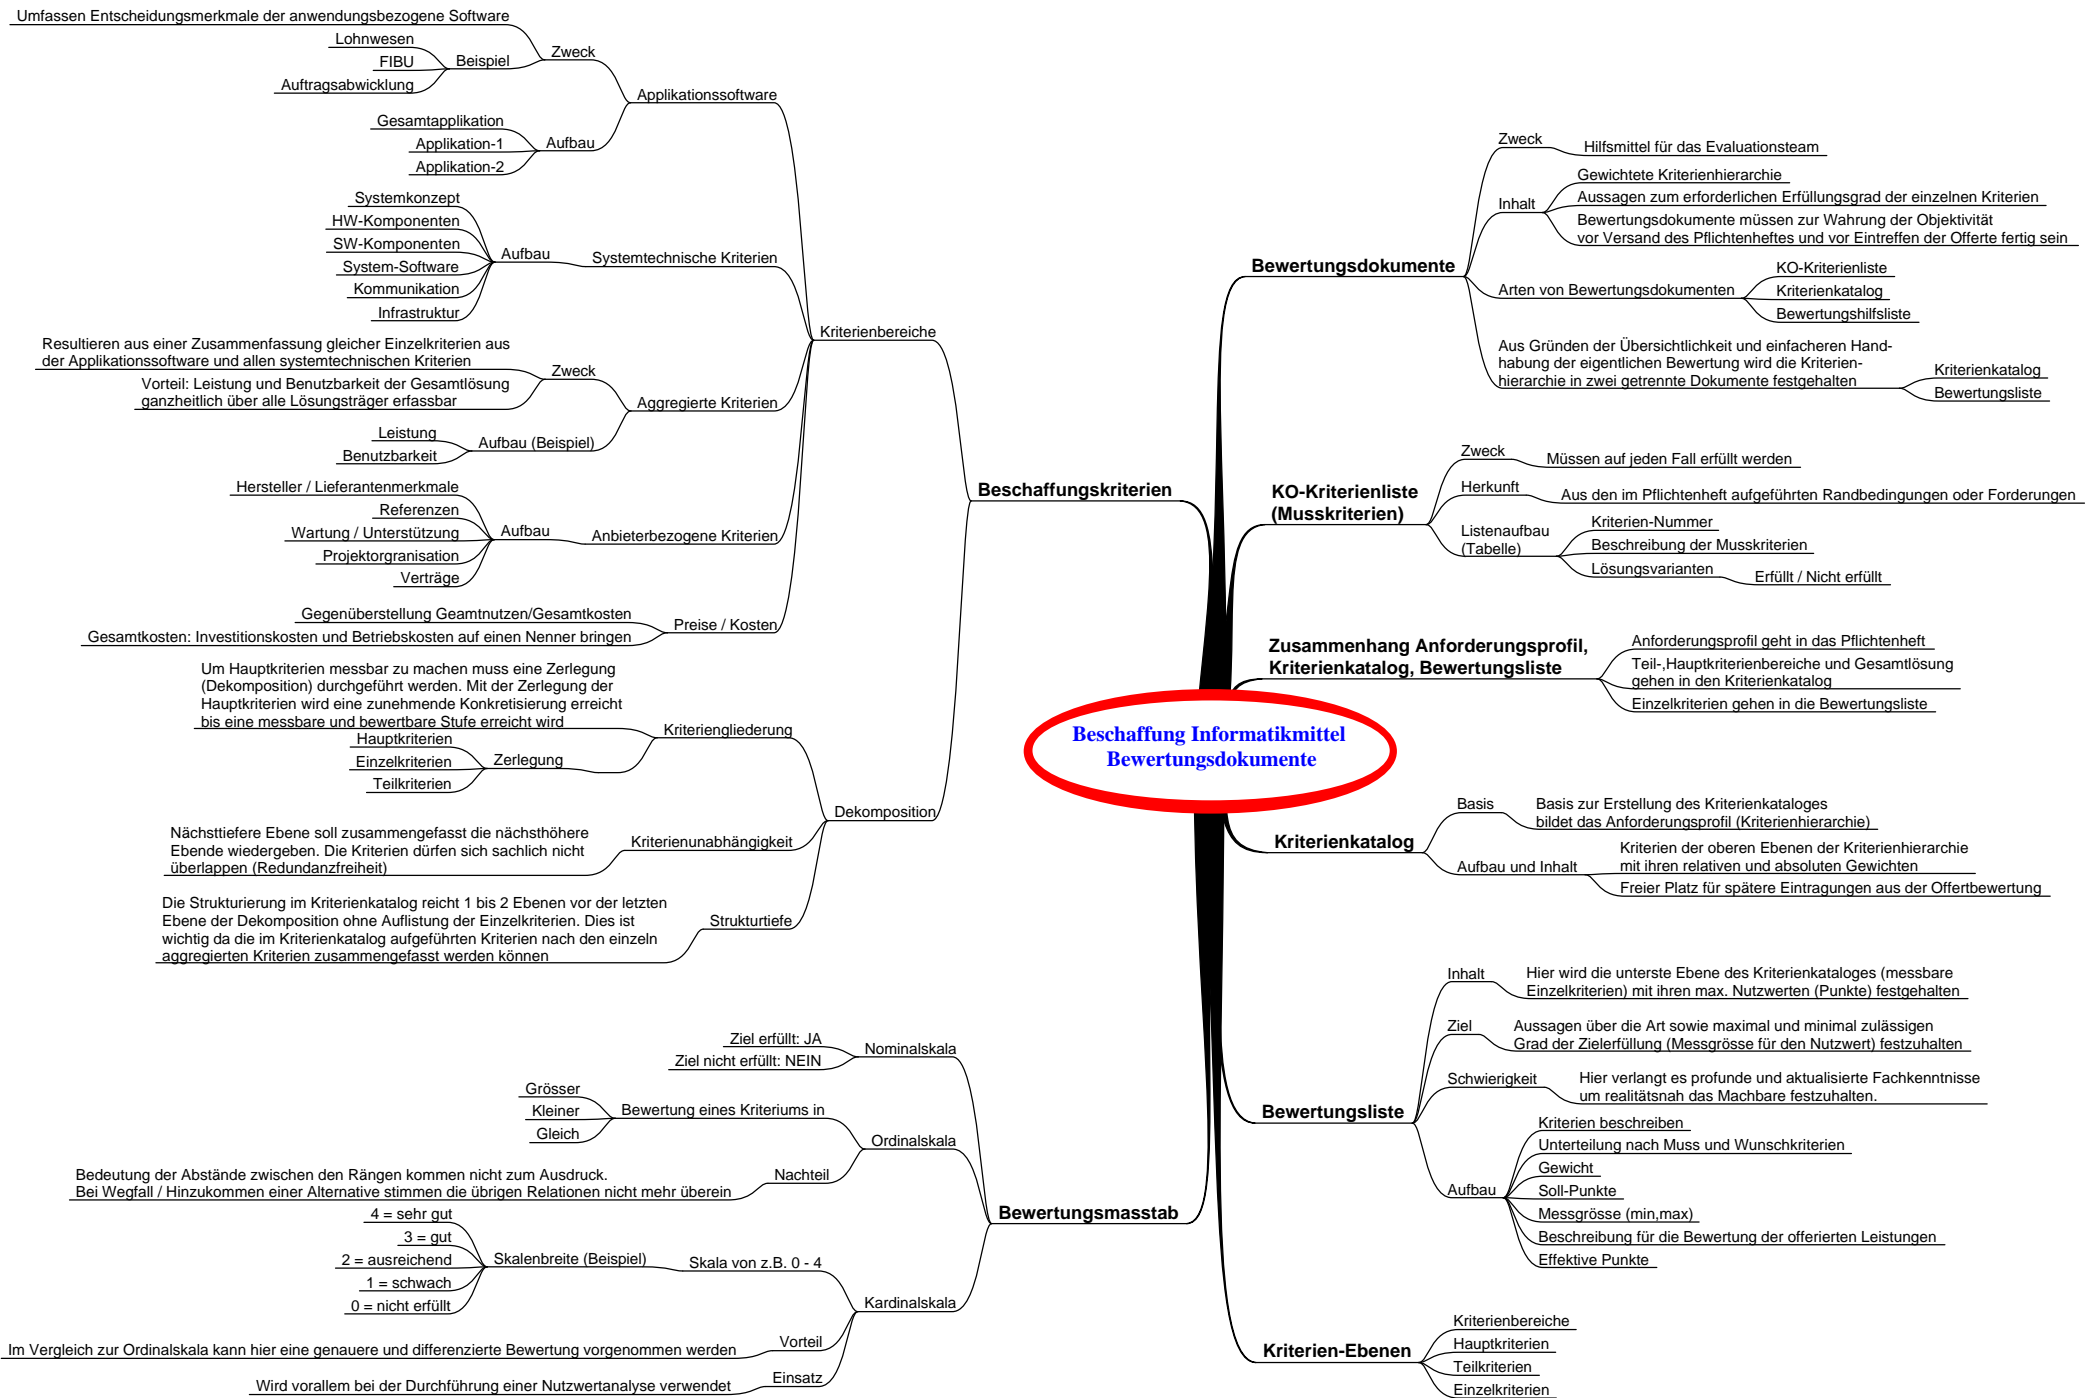 Beschaffung Informatikmittel
Bewertungsdokumente
Bewertungsdokumente
Zweck
Hilfsmittel für das Evaluationsteam
Inhalt
Gewichtete Kriterienhierarchie
Aussagen zum erforderlichen Erfüllungsgrad der einzelnen Kriterien
Bewertungsdokumente müssen zur Wahrung der Objektivität
vor Versand des Pflichtenheftes und vor Eintreffen der Offerte fertig sein
Arten von Bewertungsdokumenten
KO-Kriterienliste
Kriterienkatalog
Bewertungshilfsliste
Aus Gründen der Übersichtlichkeit und einfacheren Hand-
habung der eigentlichen Bewertung wird die Kriterien-
hierarchie in zwei getrennte Dokumente festgehalten
Kriterienkatalog
Bewertungsliste
KO-Kriterienliste
(Musskriterien)
Zweck
Müssen auf jeden Fall erfüllt werden
Herkunft
Aus den im Pflichtenheft aufgeführten Randbedingungen oder Forderungen
Listenaufbau
(Tabelle)
Kriterien-Nummer
Beschreibung der Musskriterien
Lösungsvarianten
Erfüllt / Nicht erfüllt
Zusammenhang Anforderungsprofil,
Kriterienkatalog, Bewertungsliste
Anforderungsprofil geht in das Pflichtenheft
Teil-,Hauptkriterienbereiche und Gesamtlösung
gehen in den Kriterienkatalog
Einzelkriterien gehen in die Bewertungsliste
Kriterienkatalog
Basis
Basis zur Erstellung des Kriterienkataloges
bildet das Anforderungsprofil (Kriterienhierarchie)
Aufbau und Inhalt
Kriterien der oberen Ebenen der Kriterienhierarchie
mit ihren relativen und absoluten Gewichten
Freier Platz für spätere Eintragungen aus der Offertbewertung
Bewertungsliste
Inhalt
Hier wird die unterste Ebene des Kriterienkataloges (messbare
Einzelkriterien) mit ihren max. Nutzwerten (Punkte) festgehalten
Ziel
Aussagen über die Art sowie maximal und minimal zulässigen
Grad der Zielerfüllung (Messgrösse für den Nutzwert) festzuhalten
Schwierigkeit
Hier verlangt es profunde und aktualisierte Fachkenntnisse
um realitätsnah das Machbare festzuhalten.
Aufbau
Kriterien beschreiben
Unterteilung nach Muss und Wunschkriterien
Gewicht
Soll-Punkte
Messgrösse (min,max)
Beschreibung für die Bewertung der offerierten Leistungen
Effektive Punkte
Kriterien-Ebenen
Kriterienbereiche
Hauptkriterien
Teilkriterien
Einzelkriterien
Beschaffungskriterien
Kriterienbereiche
Applikationssoftware
Zweck
Umfassen Entscheidungsmerkmale der anwendungsbezogene Software
Beispiel
Lohnwesen
FIBU
Auftragsabwicklung
Aufbau
Gesamtapplikation
Applikation-1
Applikation-2
Systemtechnische Kriterien
Aufbau
Systemkonzept
HW-Komponenten
SW-Komponenten
System-Software
Kommunikation
Infrastruktur
Aggregierte Kriterien
Zweck
Resultieren aus einer Zusammenfassung gleicher Einzelkriterien aus
der Applikationssoftware und allen systemtechnischen Kriterien
Vorteil: Leistung und Benutzbarkeit der Gesamtlösung
ganzheitlich über alle Lösungsträger erfassbar
Aufbau (Beispiel)
Leistung
Benutzbarkeit
Anbieterbezogene Kriterien
Aufbau
Hersteller / Lieferantenmerkmale
Referenzen
Wartung / Unterstützung
Projektorgranisation
Verträge
Preise / Kosten
Gegenüberstellung Geamtnutzen/Gesamtkosten
Gesamtkosten: Investitionskosten und Betriebskosten auf einen Nenner bringen
Dekomposition
Kriteriengliederung
Um Hauptkriterien messbar zu machen muss eine Zerlegung
(Dekomposition) durchgeführt werden. Mit der Zerlegung der
Hauptkriterien wird eine zunehmende Konkretisierung erreicht
bis eine messbare und bewertbare Stufe erreicht wird
Zerlegung
Hauptkriterien
Einzelkriterien
Teilkriterien
Kriterienunabhängigkeit
Nächsttiefere Ebene soll zusammengefasst die nächsthöhere
Ebende wiedergeben. Die Kriterien dürfen sich sachlich nicht
überlappen (Redundanzfreiheit)
Strukturtiefe
Die Strukturierung im Kriterienkatalog reicht 1 bis 2 Ebenen vor der letzten
Ebene der Dekomposition ohne Auflistung der Einzelkriterien. Dies ist
wichtig da die im Kriterienkatalog aufgeführten Kriterien nach den einzeln
aggregierten Kriterien zusammengefasst werden können
Bewertungsmasstab
Nominalskala
Ziel erfüllt: JA
Ziel nicht erfüllt: NEIN
Ordinalskala
Bewertung eines Kriteriums in
Grösser
Kleiner
Gleich
Nachteil
Bedeutung der Abstände zwischen den Rängen kommen nicht zum Ausdruck.
Bei Wegfall / Hinzukommen einer Alternative stimmen die übrigen Relationen nicht mehr überein
Kardinalskala
Skala von z.B. 0 - 4
Skalenbreite (Beispiel)
4 = sehr gut
3 = gut
2 = ausreichend
1 = schwach
0 = nicht erfüllt
Vorteil
Im Vergleich zur Ordinalskala kann hier eine genauere und differenzierte Bewertung vorgenommen werden
Einsatz
Wird vorallem bei der Durchführung einer Nutzwertanalyse verwendet